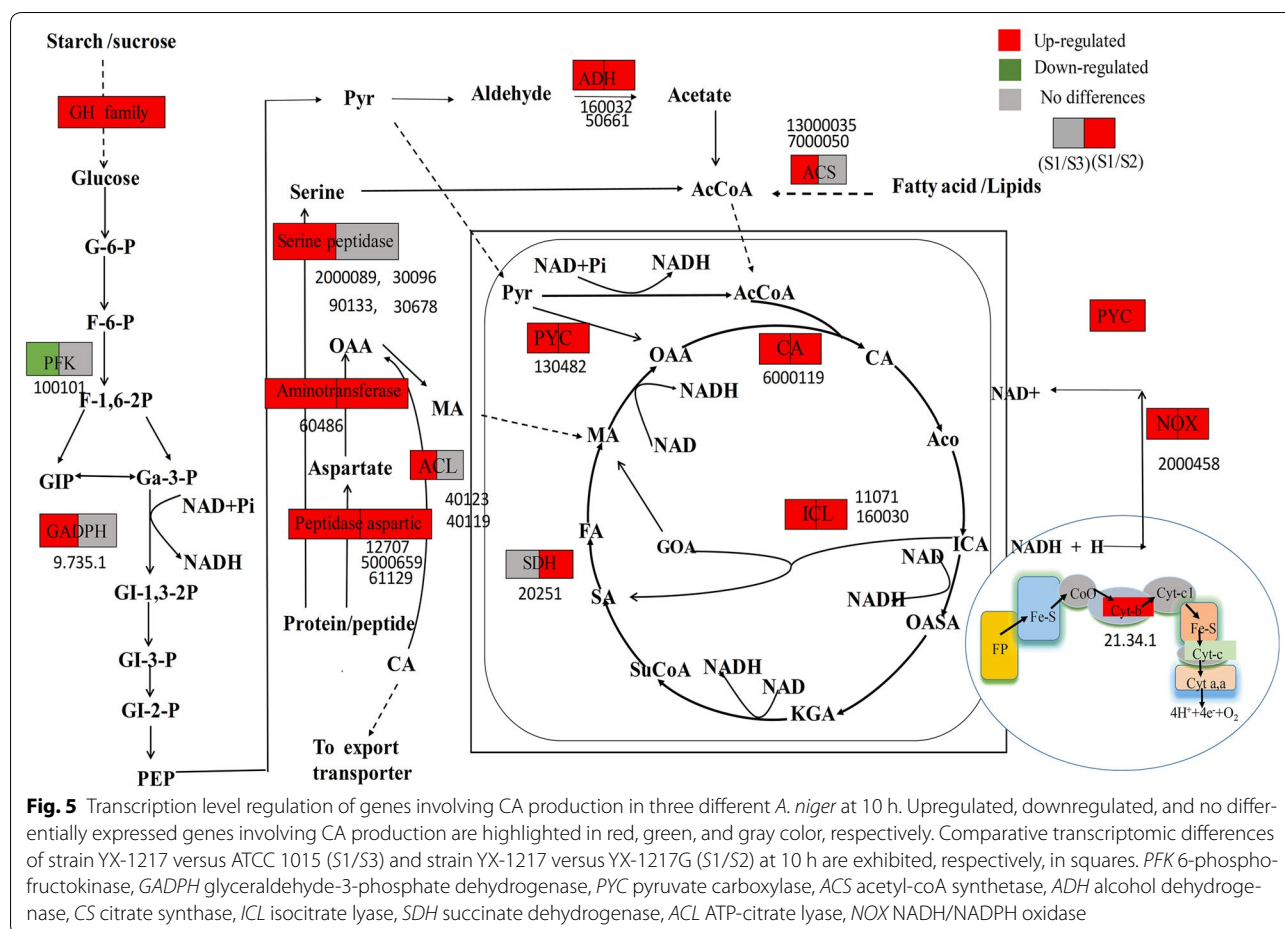 Starch /sucrose
GH family
Glucose
G-6-P
F-6-P
PFK
100101
F-1,6-2P
GIP
Ga-3-P
NAD+Pi
GADPH
9.735.1
NADH
GI-1,3-2P
GI-3-P
GI-2-P
PEP
Pyr
Aldehyde
ADH
160032
50661
Acetate
13000035
7000050
ACS
AcCoA
Fatty acid /Lipids
Up-regulated
Down-regulated
No differences
(S1/S3) (S1/S2)
Serine
Serine peptidase
2000089, 30096
90133, 30678
OAA
Aminotransferase
60486
MA
Aspartate
ACL
40123
40119
Peptidase aspartic
12707
5000659
61129
Protein/peptide
CA
To export
transporter
NAD+Pi
NADH
Pyr
AcCoA
PYC
130482
OAA
CA
6000119
CA
NADH
NAD
MA
Aco
ICL
11071
160030
FA
GOA
ICA
SDH
20251
SA
NAD
NADH
OASA
SuCoA
NADH
NAD
KGA
PYC
NAD+
NOX
2000458
NADH + H
FP
Fe-S
CoO
Cyt-b
21.34.1
Cyt-c1
Fe-S
Cyt-c
Cyt a,a
4H⁺+4e⁻+O₂
Fig. 5 Transcription level regulation of genes involving CA production in three different A. niger at 10 h. Upregulated, downregulated, and no differ-
entially expressed genes involving CA production are highlighted in red, green, and gray color, respectively. Comparative transcriptomic differences
of strain YX-1217 versus ATCC 1015 (S1/S3) and strain YX-1217 versus YX-1217G (S1/S2) at 10 h are exhibited, respectively, in squares. PFK 6-phospho-
fructokinase, GADPH glyceraldehyde-3-phosphate dehydrogenase, PYC pyruvate carboxylase, ACS acetyl-coA synthetase, ADH alcohol dehydroge-
nase, CS citrate synthase, ICL isocitrate lyase, SDH succinate dehydrogenase, ACL ATP-citrate lyase, NOX NADH/NADPH oxidase